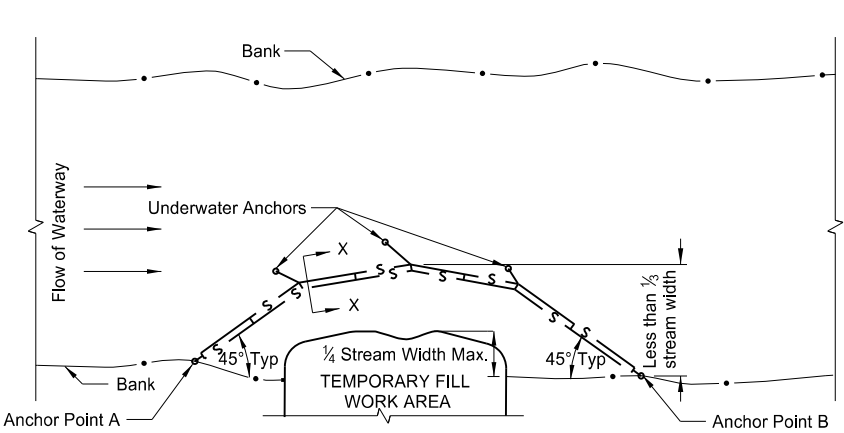 Bank
Flow of Waterway
Underwater Anchors
X
X
S
S
S
S
S
S
S
S
S
S
Less than 1/3
stream width
45° Typ
1/4 Stream Width Max.
45° Typ
Bank
TEMPORARY FILL
WORK AREA
Anchor Point A
Anchor Point B